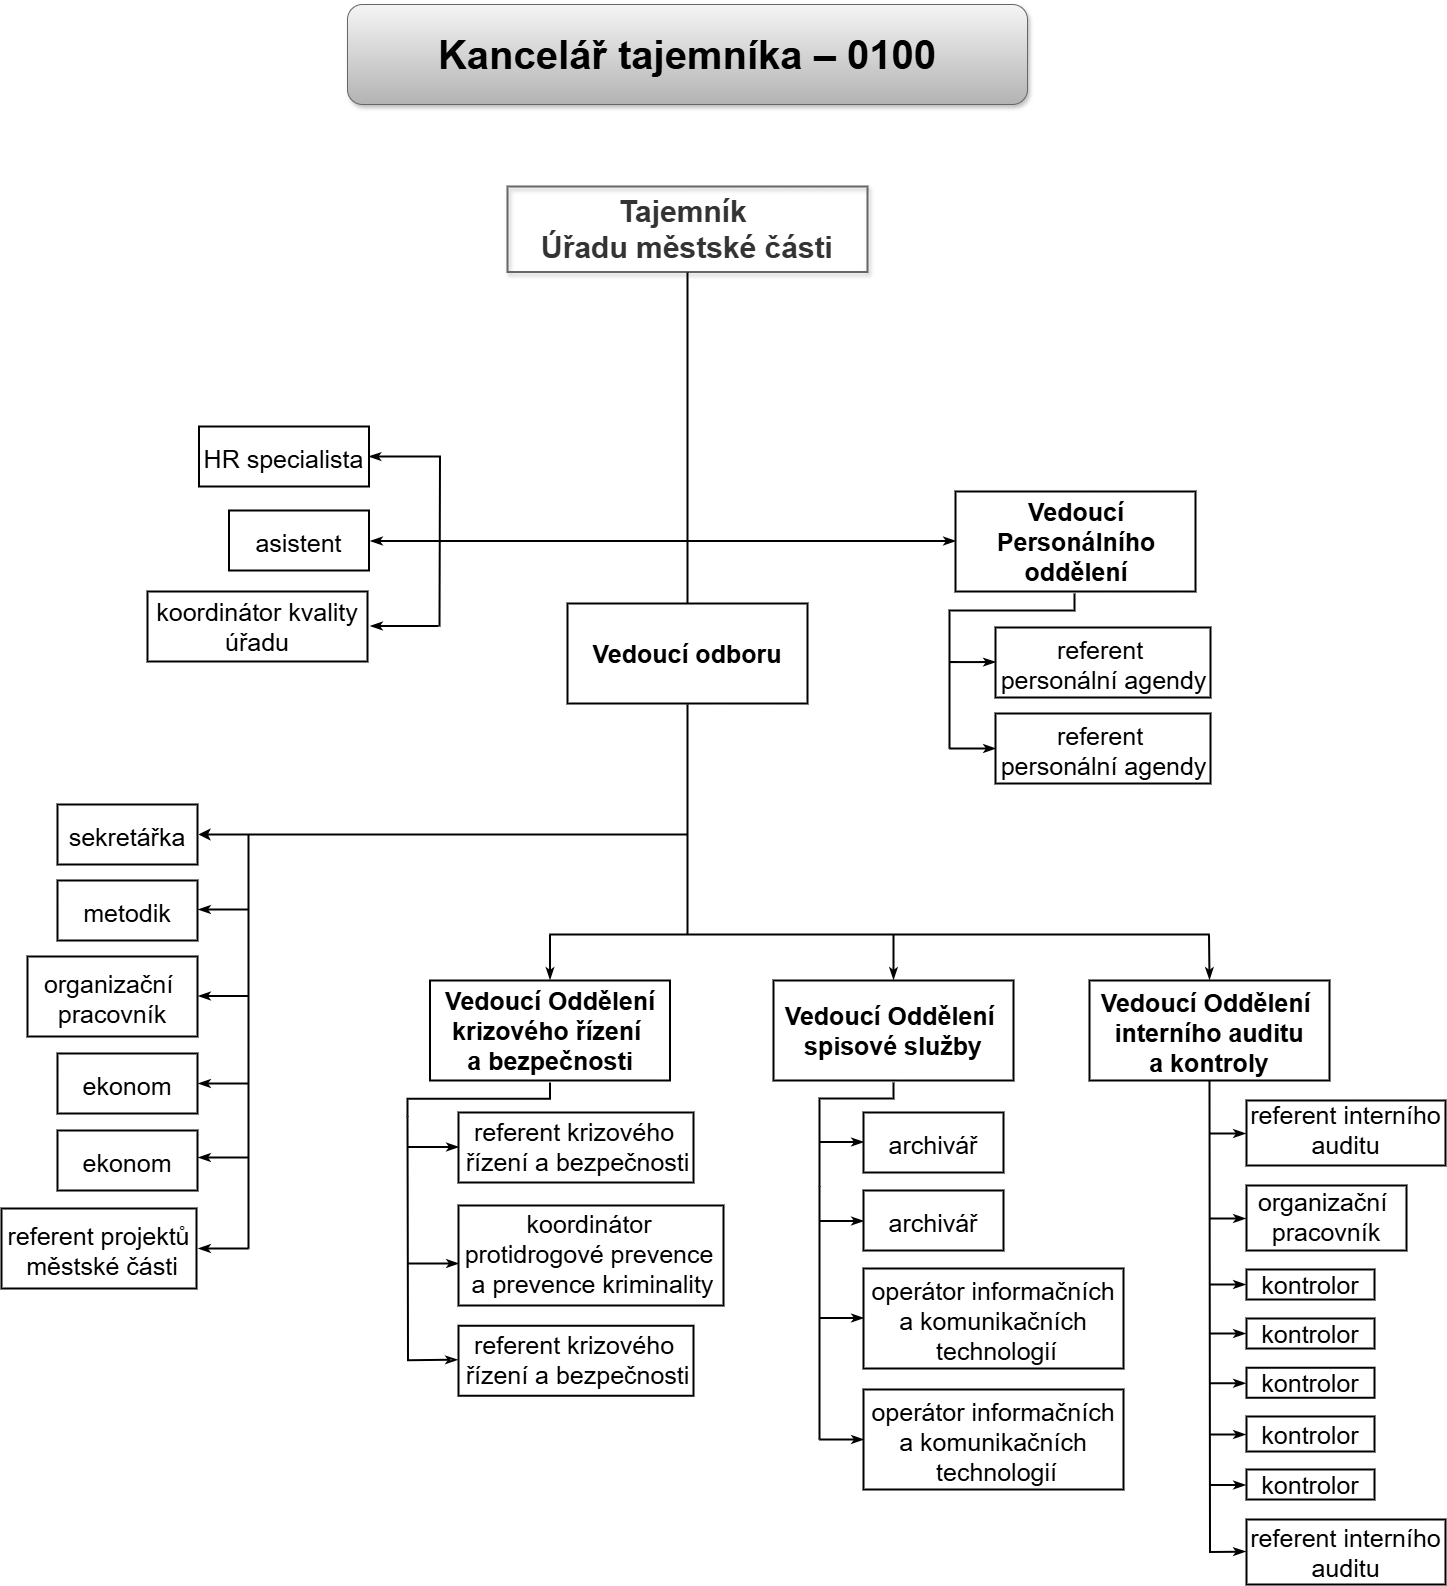 Kancelář tajemníka – 0100
Tajemník
Úřadu městské části
HR specialista
asistent
koordinátor kvality
úřadu
Vedoucí
Personálního
oddělení
referent
personální agendy
referent
personální agendy
Vedoucí odboru
sekretářka
metodik
organizační
pracovník
ekonom
ekonom
referent projektů
městské části
Vedoucí Oddělení
krizového řízení
a bezpečnosti
referent krizového
řízení a bezpečnosti
koordinátor
protidrogové prevence
a prevence kriminality
referent krizového
řízení a bezpečnosti
Vedoucí Oddělení
spisové služby
archivář
archivář
operátor informačních
a komunikačních
technologií
operátor informačních
a komunikačních
technologií
Vedoucí Oddělení
interního auditu
a kontroly
referent interního
auditu
organizační
pracovník
kontrolor
kontrolor
kontrolor
kontrolor
kontrolor
referent interního
auditu